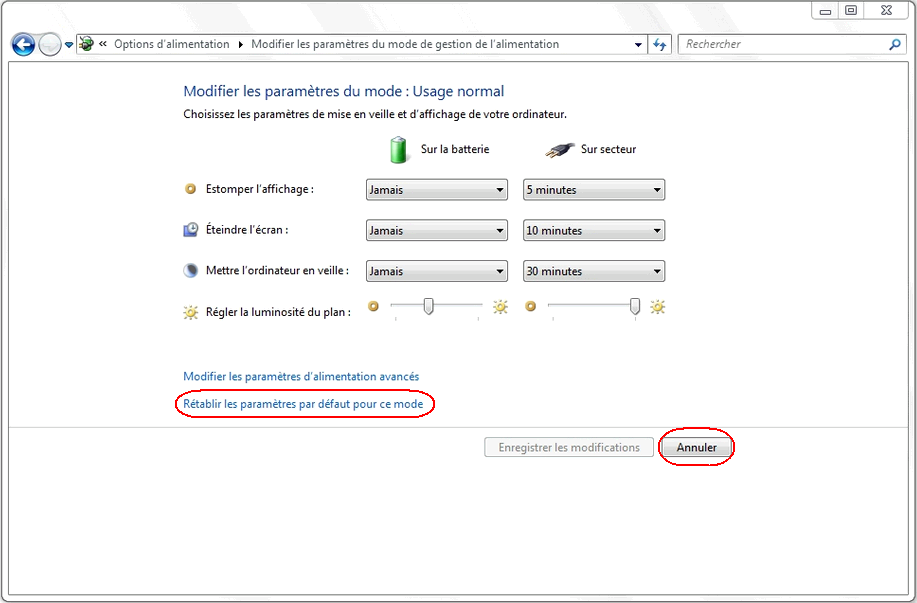 « Options d'alimentation ▸ Modifier les paramètres du mode de gestion de l'alimentation
Rechercher
Modifier les paramètres du mode : Usage normal
Choisissez les paramètres de mise en veille et d'affichage de votre ordinateur.
Sur la batterie Sur secteur
Estomper l'affichage : Jamais 5 minutes
Éteindre l'écran : Jamais 10 minutes
Mettre l'ordinateur en veille : Jamais 30 minutes
Régler la luminosité du plan :
Modifier les paramètres d'alimentation avancés
Rétablir les paramètres par défaut pour ce mode
Enregistrer les modifications Annuler